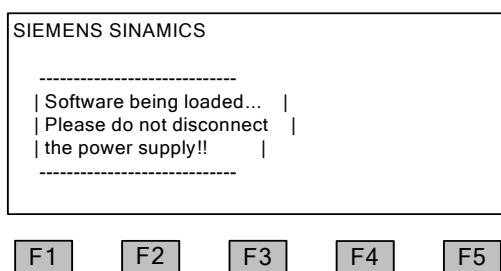 SIEMENS SINAMICS
-----------------------------
| Software being loaded... |
| Please do not disconnect |
| the power supply!! |
-----------------------------
F1 F2 F3 F4 F5